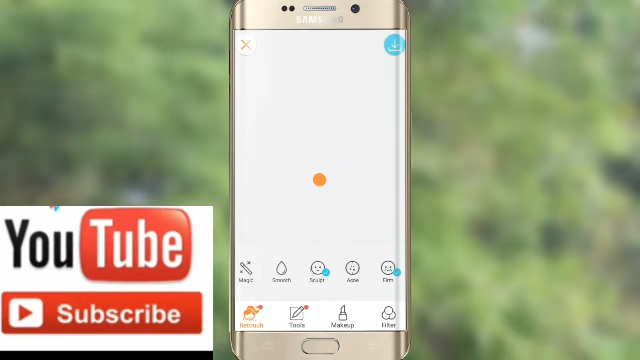 SAMSUNG
Magic Smooth Sculpt Acne Firm
Retouch Tools Makeup Filter
YouTube
Subscribe